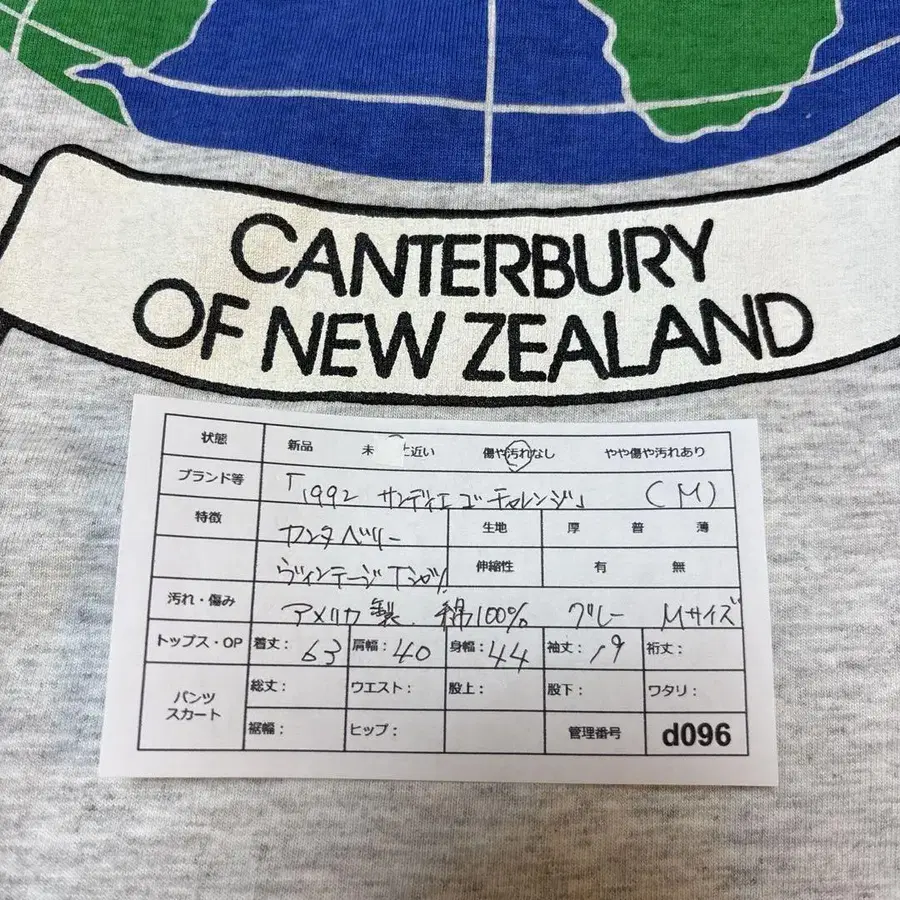 CANTERBURY
OF NEW ZEALAND
状態 新品 未 に近い 傷や汚れなし やや傷や汚れあり
ブランド等 「1992 サンディエゴチャレンジ」 (M)
特徴 カンタベリー 生地 厚 普 薄
ヴィンテージTシャツ 伸縮性 有 無
汚れ・傷み アメリカ製. 綿100% グレー Mサイズ
トップス・OP 着丈: 63 肩幅: 40 身幅: 44 袖丈: 19 裄丈:
パンツ スカート 総丈: ウエスト: 股上: 股下: ワタリ:
裾幅: ヒップ: 管理番号 d096